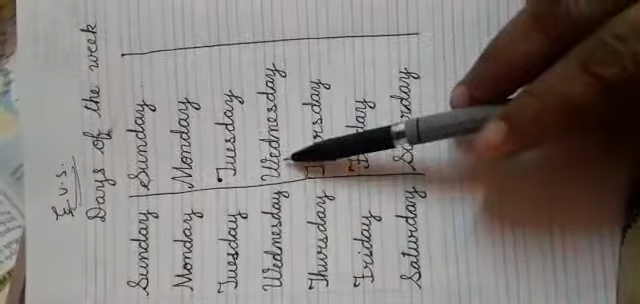 E.V.S.
Days of the week
Sunday Sunday
Monday Monday
Tuesday Tuesday
Wednesday Wednesday
Thursday
Friday
Saturday